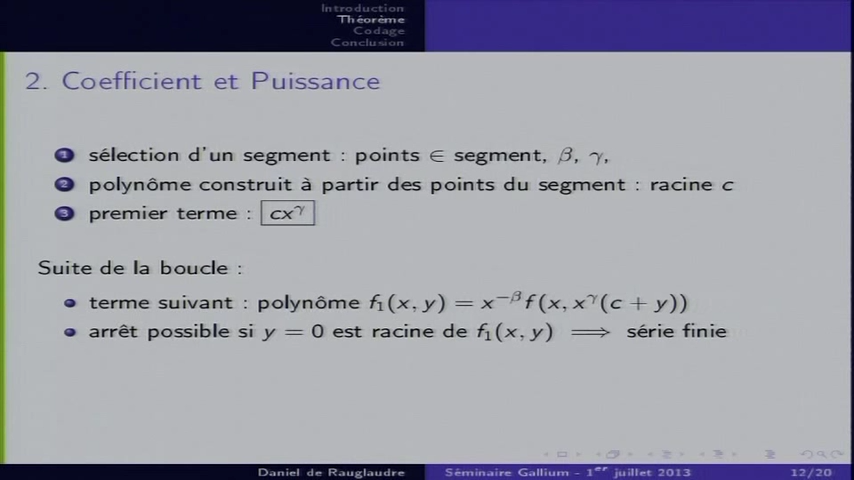 Introduction
Théorème
Codage
Conclusion
2. Coefficient et Puissance
1 sélection d'un segment : points ∈ segment, β, γ,
2 polynôme construit à partir des points du segment : racine c
3 premier terme : cx^γ
Suite de la boucle :
• terme suivant : polynôme f₁(x, y) = x^−β f(x, x^γ(c + y))
• arrêt possible si y = 0 est racine de f₁(x, y) ⟹ série finie
Daniel de Rauglaudre Séminaire Gallium - 1er juillet 2013 12/20